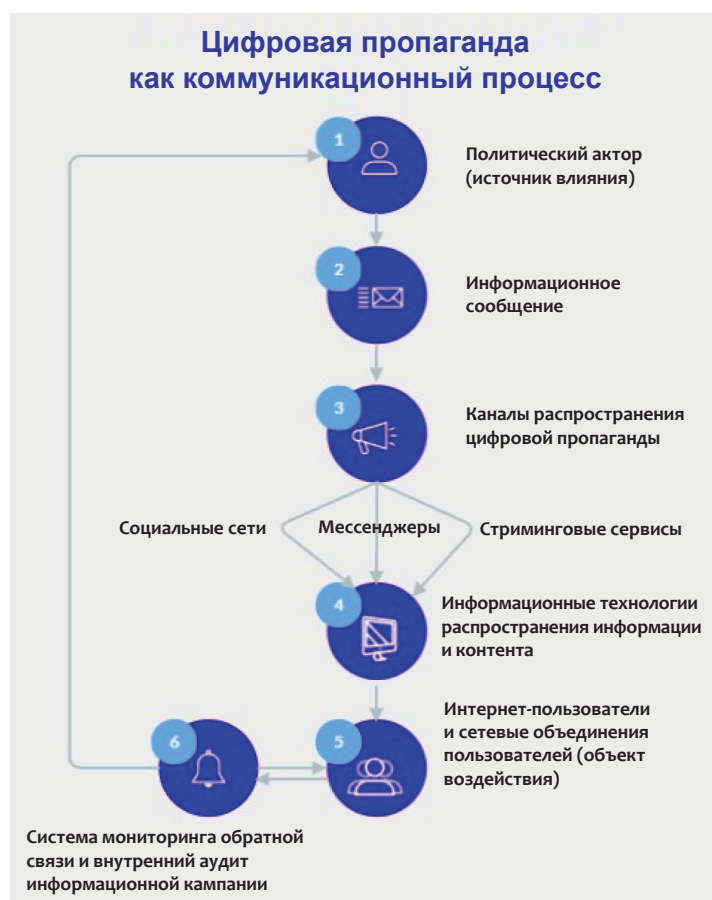 Цифровая пропаганда
как коммуникационный процесс
1
Политический актор
(источник влияния)
2
Информационное
сообщение
3
Каналы распространения
цифровой пропаганды
Социальные сети
Мессенджеры
Стриминговые сервисы
4
Информационные технологии
распространения информации
и контента
5
Интернет-пользователи
и сетевые объединения
пользователей (объект
воздействия)
6
Система мониторинга обратной
связи и внутренний аудит
информационной кампании